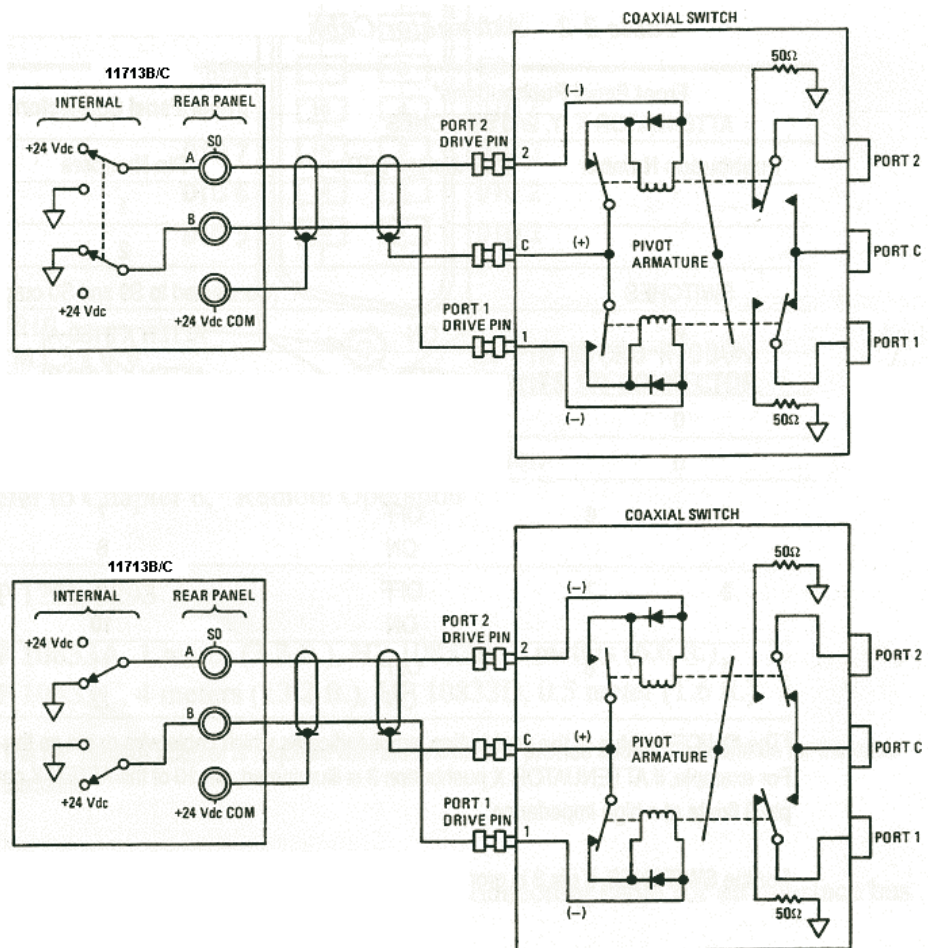 COAXIAL SWITCH
50Ω
11713B/C
INTERNAL
REAR PANEL
(−)
S0
+24 Vdc
A
PORT 2
DRIVE PIN
2
PORT 2
B
C
(+)
PIVOT
ARMATURE
PORT C
+24 Vdc
+24 Vdc COM
PORT 1
DRIVE PIN
1
PORT 1
(−)
50Ω
COAXIAL SWITCH
50Ω
11713B/C
INTERNAL
REAR PANEL
(−)
S0
+24 Vdc
A
PORT 2
DRIVE PIN
2
PORT 2
B
C
(+)
PIVOT
ARMATURE
PORT C
+24 Vdc
+24 Vdc COM
PORT 1
DRIVE PIN
1
PORT 1
(−)
50Ω